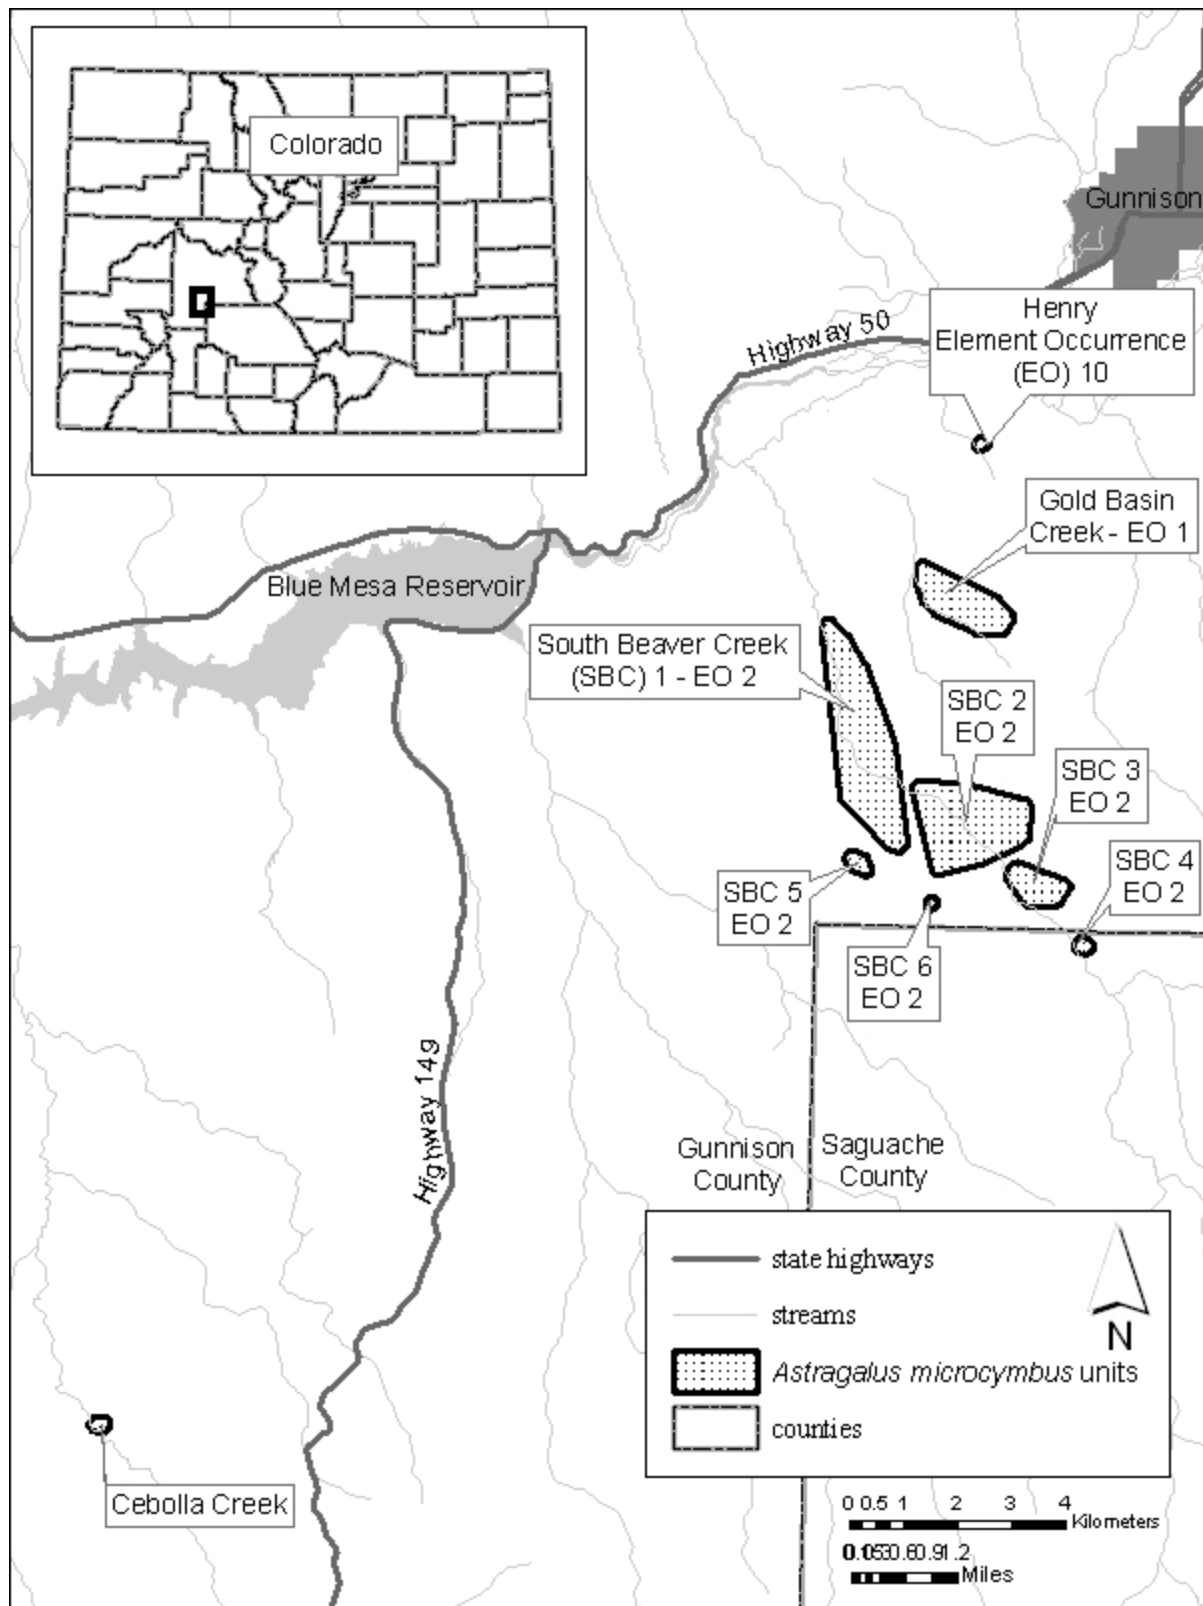 Colorado
Gunnison
Highway 50
Henry
Element Occurrence
(EO) 10
Gold Basin
Creek - EO 1
Blue Mesa Reservoir
South Beaver Creek
(SBC) 1 - EO 2
SBC 2
EO 2
SBC 3
EO 2
SBC 4
EO 2
SBC 5
EO 2
SBC 6
EO 2
Highway 149
Gunnison
County
Saguache
County
state highways
streams
Astragalus microcymbus units
counties
N
Cebolla Creek
0 0.5 1 2 3 4
Kilometers
Miles